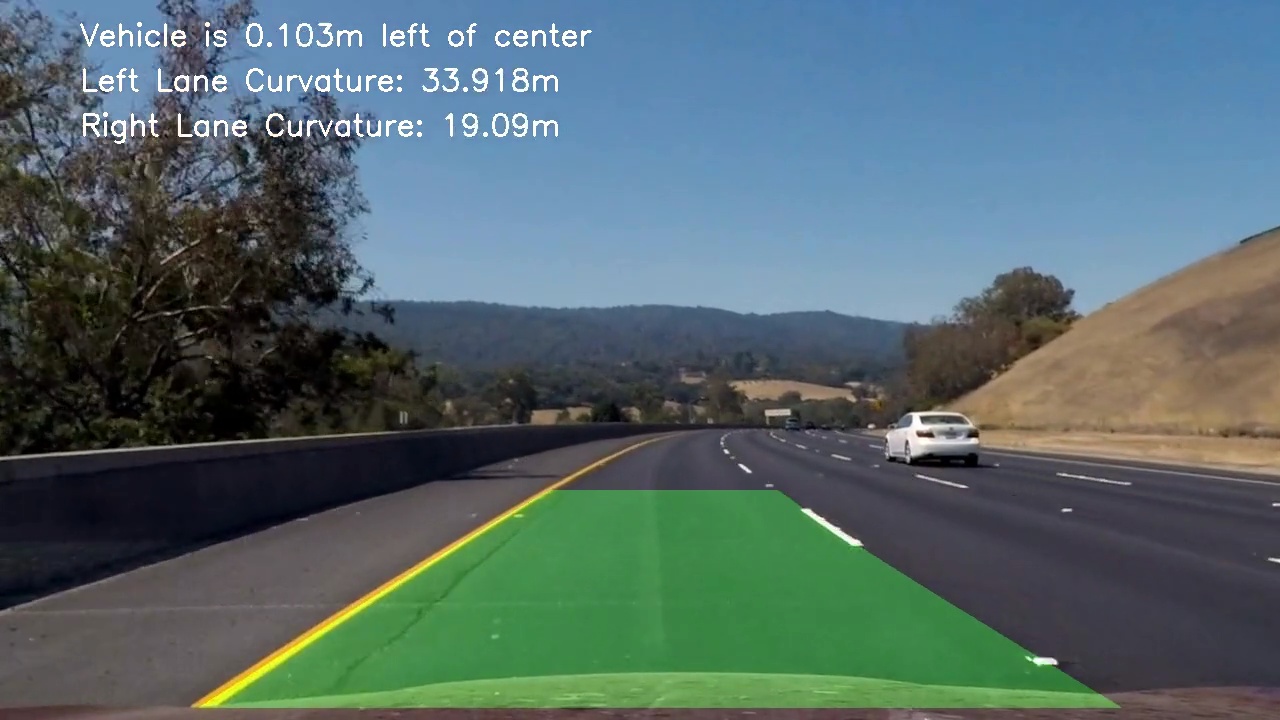 Vehicle is 0.103m left of center
Left Lane Curvature: 33.918m
Right Lane Curvature: 19.09m